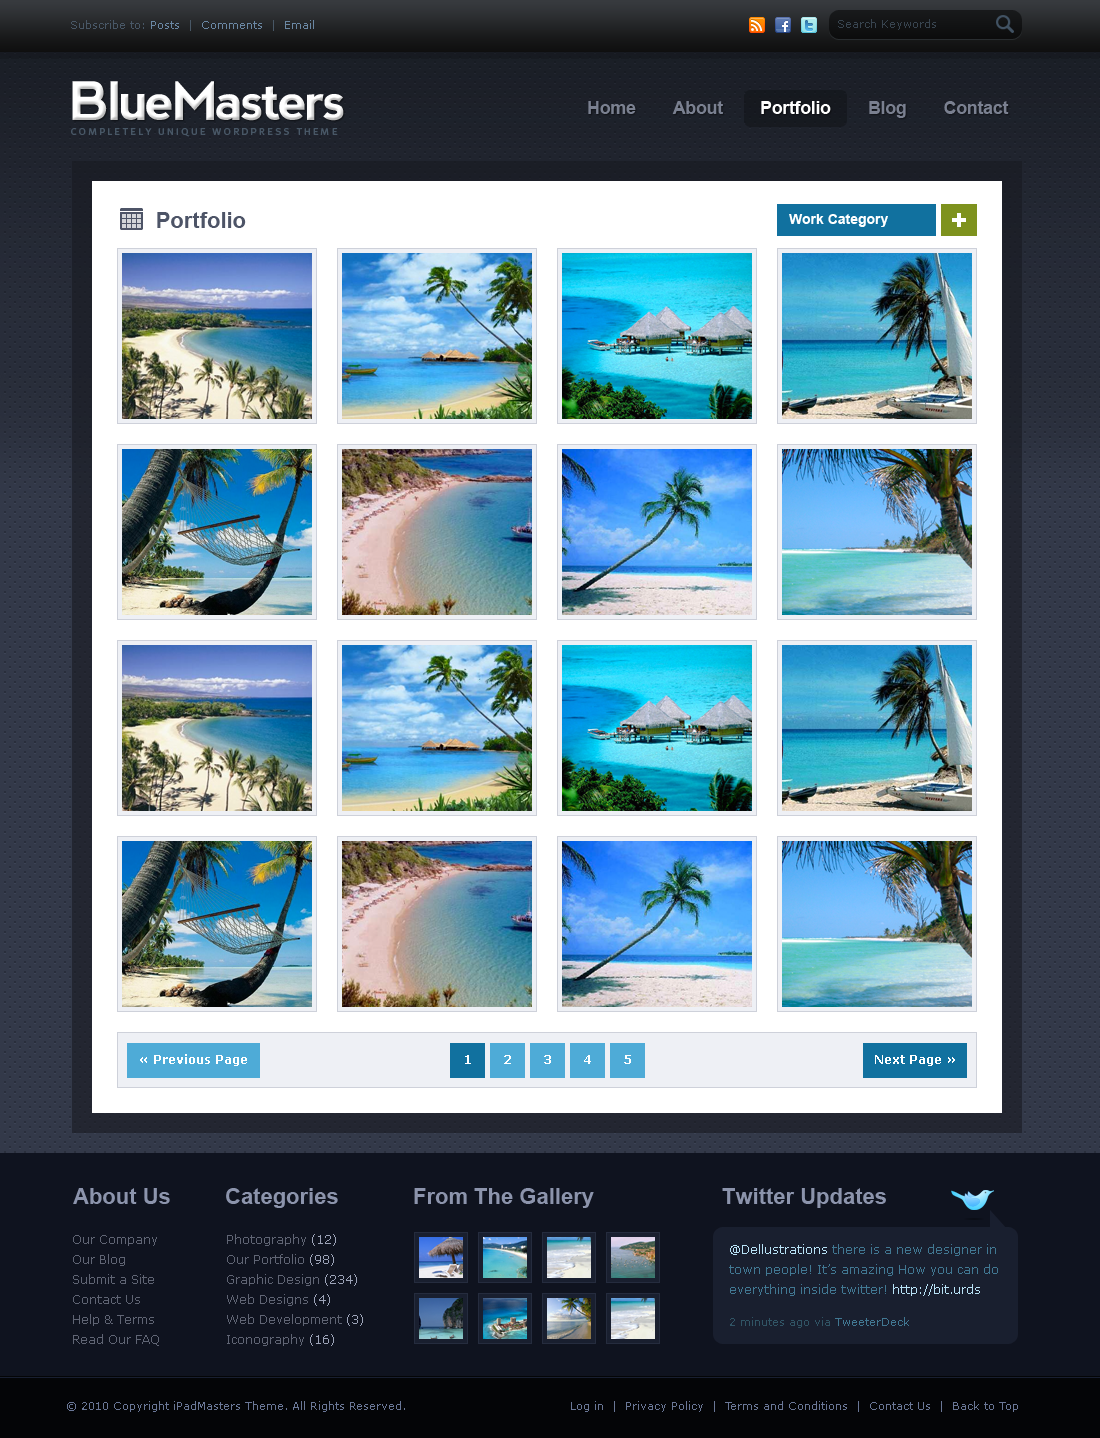 Subscribe to: Posts | Comments | Email
Search Keywords
BlueMasters
COMPLETELY UNIQUE WORDPRESS THEME
Home About Portfolio Blog Contact
Portfolio
Work Category +
« Previous Page 1 2 3 4 5 Next Page »
About Us
Our Company
Our Blog
Submit a Site
Contact Us
Help & Terms
Read Our FAQ
Categories
Photography (12)
Our Portfolio (98)
Graphic Design (234)
Web Designs (4)
Web Development (3)
Iconography (16)
From The Gallery
Twitter Updates
@Dellustrations there is a new designer in
town people! It's amazing How you can do
everything inside twitter! http://bit.urds
2 minutes ago via TweeterDeck
© 2010 Copyright iPadMasters Theme. All Rights Reserved.
Log in | Privacy Policy | Terms and Conditions | Contact Us | Back to Top